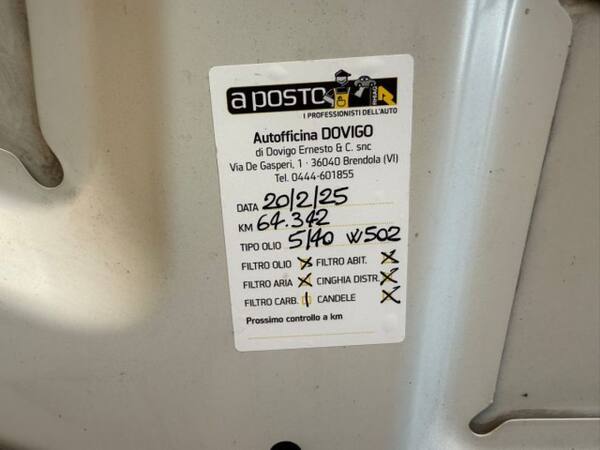 a posto
I PROFESSIONISTI DELL'AUTO
Autofficina DOVIGO
di Dovigo Ernesto & C. snc
Via De Gasperi, 1 · 36040 Brendola (VI)
Tel. 0444-601855
DATA 20/2/25
KM 64.342
TIPO OLIO 5/40 W502
FILTRO OLIO X FILTRO ABIT. X
FILTRO ARIA X CINGHIA DISTR. X
FILTRO CARB. \ CANDELE X
Prossimo controllo a km